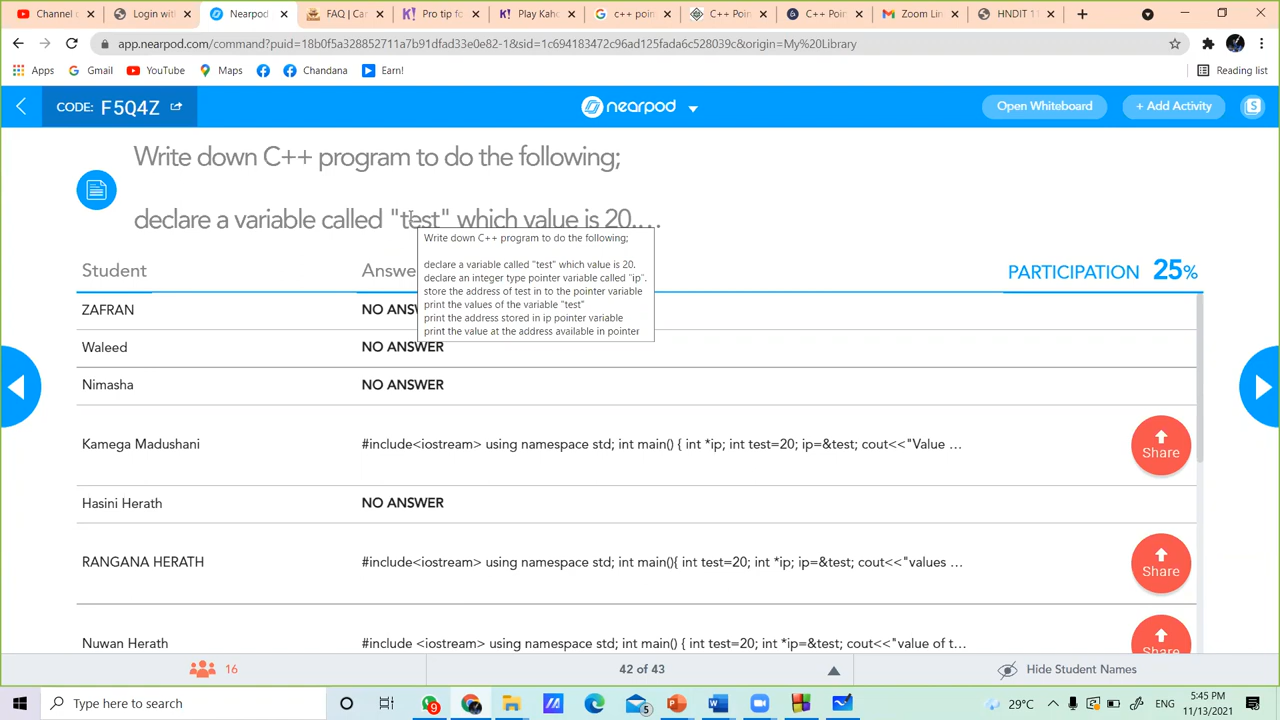 Channel c
Login with
Nearpod
FAQ | Car
Pro tip fo
Play Kaho
c++ poin
C++ Poi
C++ Poin
Zoom Lin
HNDIT 11
app.nearpod.com/command?puid=18b0f5a328852711a7b91dfad33e0e82-1&sid=1c694183472c96ad125fada6c528039c&origin=My%20Library
Apps Gmail YouTube Maps Chandana Earn! Reading list
CODE: F5Q4Z nearpod Open Whiteboard + Add Activity S
Write down C++ program to do the following;
declare a variable called "test" which value is 20....
Write down C++ program to do the following;
declare a variable called "test" which value is 20.
declare an integer type pointer variable called "ip".
store the address of test in to the pointer variable
print the values of the variable "test"
print the address stored in ip pointer variable
print the value at the address available in pointer
Student Answe PARTICIPATION 25%
ZAFRAN NO ANSW
Waleed NO ANSWER
Nimasha NO ANSWER
Kamega Madushani #include<iostream> using namespace std; int main() { int *ip; int test=20; ip=&test; cout<<"Value ... Share
Hasini Herath NO ANSWER
RANGANA HERATH #include<iostream> using namespace std; int main(){ int test=20; int *ip; ip=&test; cout<<"values ... Share
Nuwan Herath #include <iostream> using namespace std; int main() { int test=20; int *ip=&test; cout<<"value of t... Share
16 42 of 43 Hide Student Names
Type here to search 9 5 29°C ENG 5:45 PM
11/13/2021